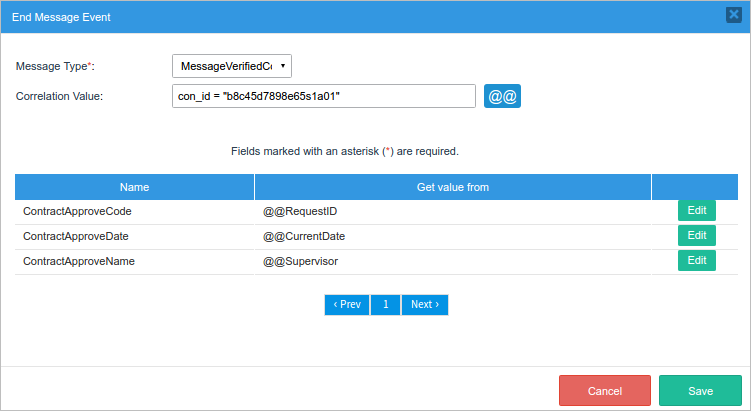 End Message Event
Message Type*:
MessageVerifiedCo
Correlation Value:
con_id = "b8c45d7898e65s1a01"
@@
Fields marked with an asterisk (*) are required.
Name Get value from
ContractApproveCode @@RequestID Edit
ContractApproveDate @@CurrentDate Edit
ContractApproveName @@Supervisor Edit
‹ Prev 1 Next ›
Cancel Save